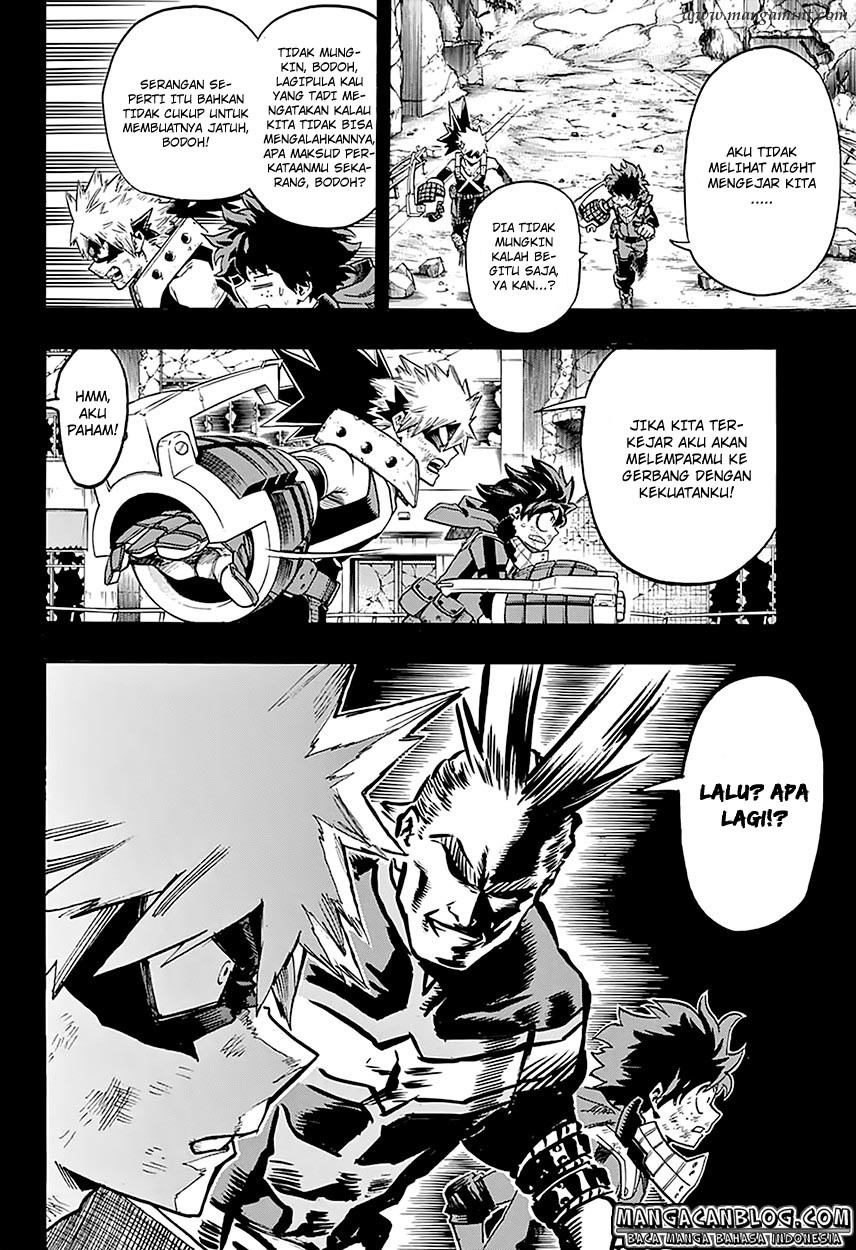 www.mangamint.com
AKU TIDAK
MELIHAT MIGHT
MENGEJAR KITA
.....
DIA TIDAK
MUNGKIN
KALAH BE-
GITU SAJA,
YA KAN...?
TIDAK MUNG-
KIN, BODOH,
LAGIPULA KAU
YANG TADI ME-
NGATAKAN KALAU
KITA TIDAK BISA
MENGALAHKANNYA,
APA MAKSUD PER-
KATAANMU SEKA-
RANG, BODOH?
SERANGAN SE-
PERTI ITU BAHKAN
TIDAK CUKUP UNTUK
MEMBUATNYA JATUH,
BODOH!
JIKA KITA TER-
KEJAR AKU AKAN
MELEMPARMU KE
GERBANG DENGAN
KEKUATANKU!
HMM,
AKU
PAHAM!
LALU? APA
LAGI!?
MANGACANBLOG.COM
BACA MANGA BAHASA INDONESIA